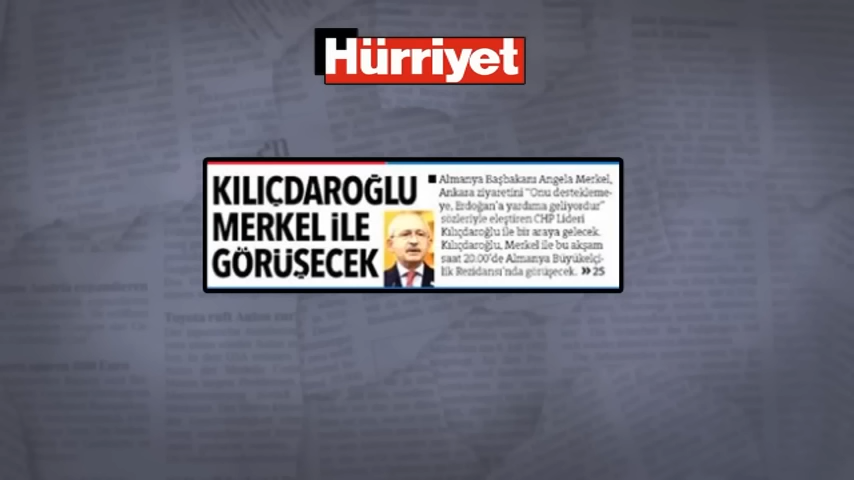 Hürriyet
KILIÇDAROĞLU
MERKEL İLE
GÖRÜŞECEK
Almanya Başbakanı Angela Merkel,
Ankara ziyaretini "Onu destekleme-
ye, Erdoğan'a yardıma geliyordur"
sözleriyle eleştiren CHP Lideri
Kılıçdaroğlu ile bir araya gelecek.
Kılıçdaroğlu, Merkel ile bu akşam
saat 20.00'de Almanya Büyükelçi-
lik Rezidansı'nda görüşecek. » 25